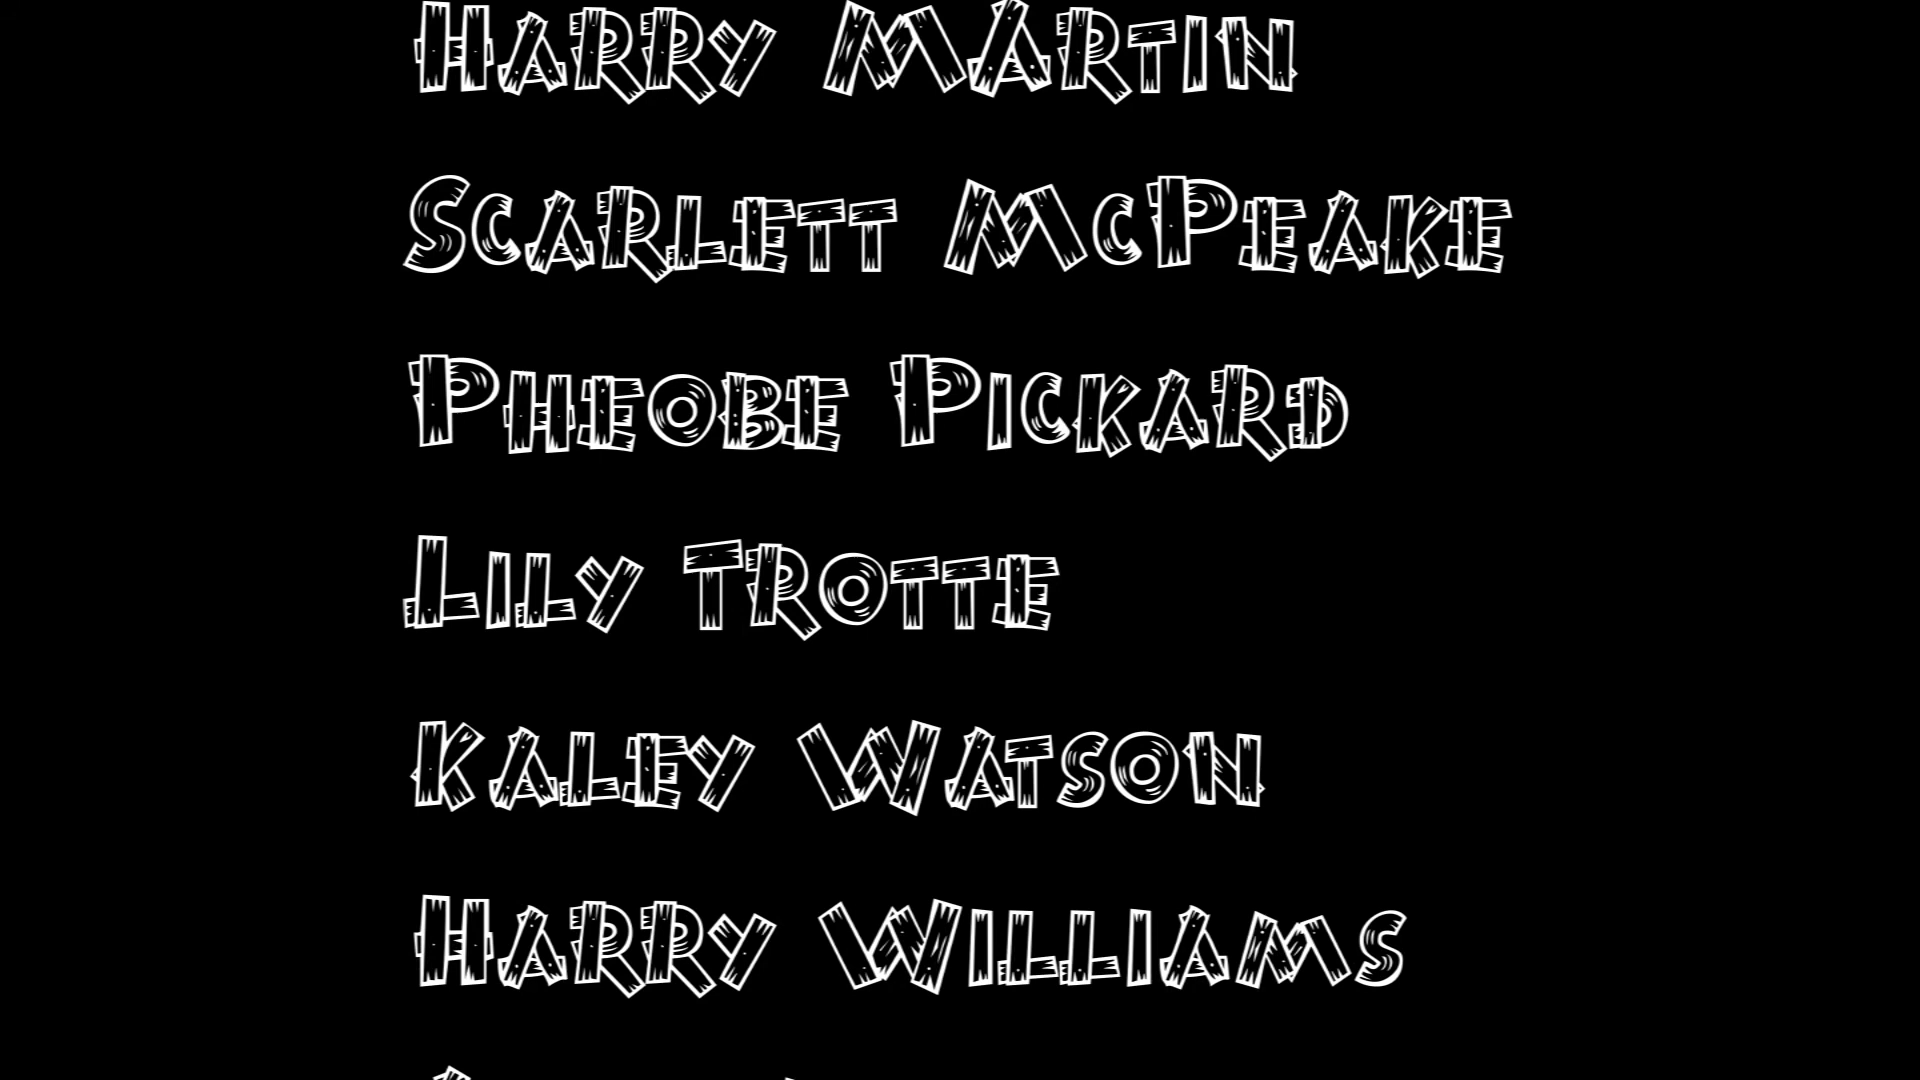 Harry Martin
Scarlett McPeake
Pheobe Pickard
Lily Trotte
Kaley Watson
Harry Williams